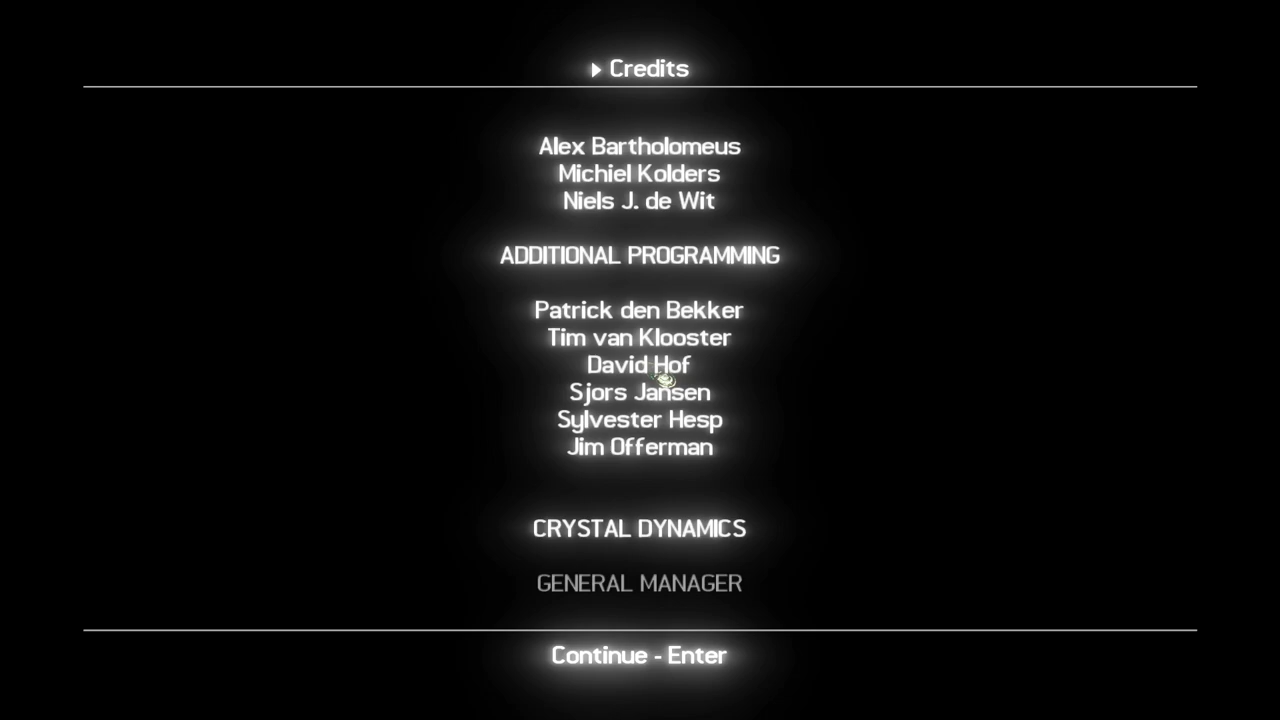 Credits
Alex Bartholomeus
Michiel Kolders
Niels J. de Wit
ADDITIONAL PROGRAMMING
Patrick den Bekker
Tim van Klooster
David Hof
Sjors Jansen
Sylvester Hesp
Jim Offerman
CRYSTAL DYNAMICS
GENERAL MANAGER
Continue - Enter